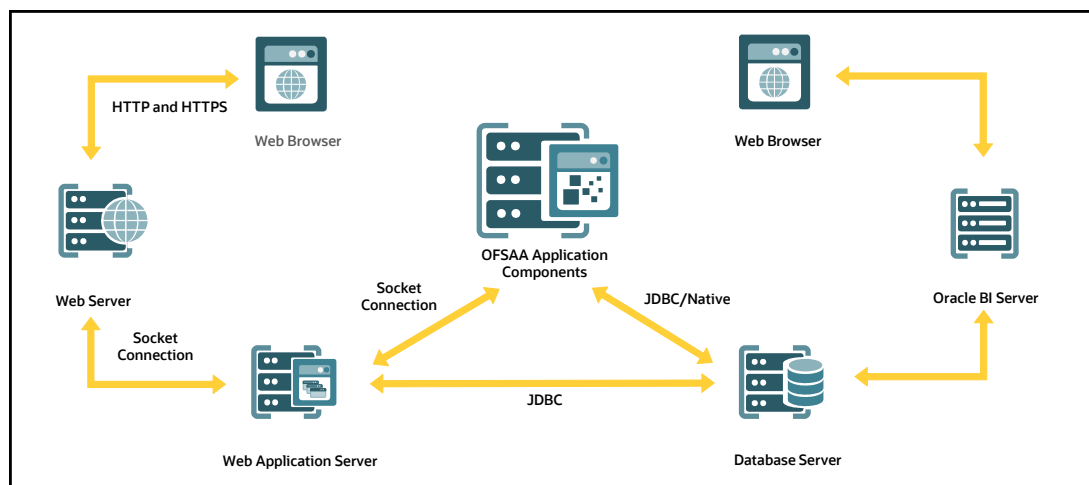 HTTP and HTTPS
Web Browser
Web Browser
OFSAA Application
Components
Web Server
Socket
Connection
JDBC/Native
Oracle BI Server
Socket
Connection
JDBC
Web Application Server
Database Server